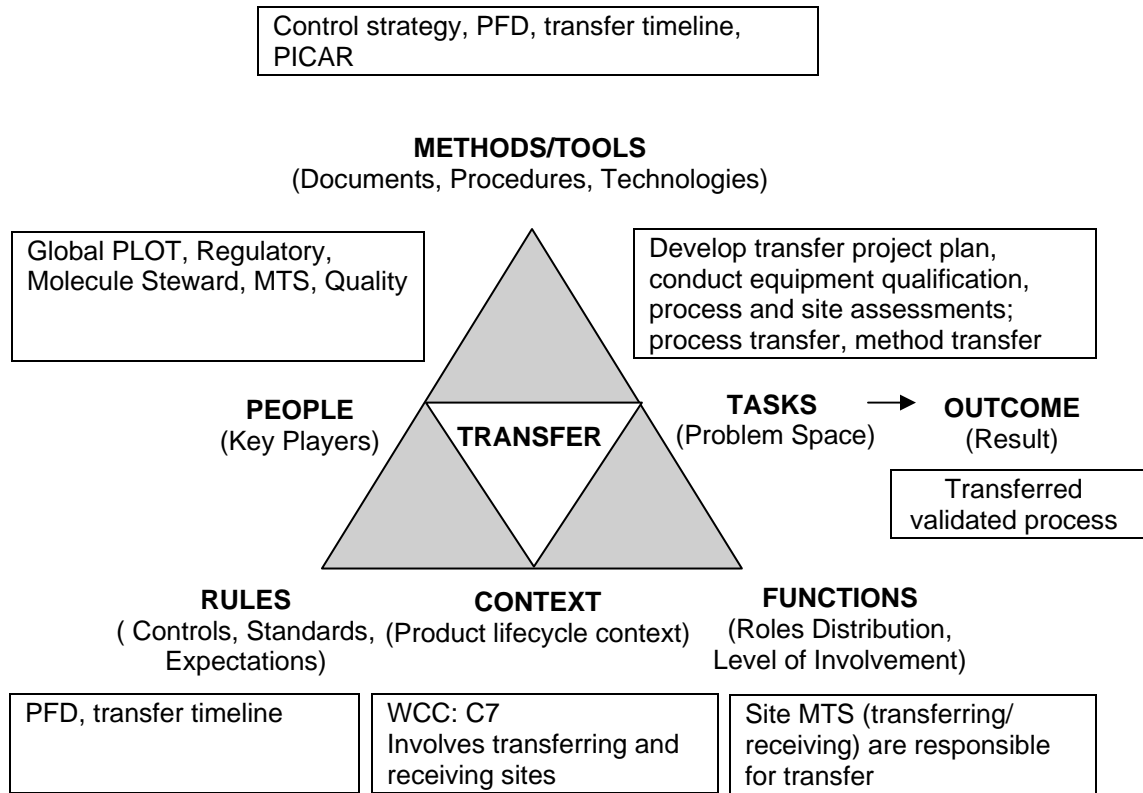 Control strategy, PFD, transfer timeline,
PICAR
METHODS/TOOLS
(Documents, Procedures, Technologies)
Global PLOT, Regulatory,
Molecule Steward, MTS, Quality
Develop transfer project plan,
conduct equipment qualification,
process and site assessments;
process transfer, method transfer
PEOPLE
(Key Players)
TRANSFER
TASKS
(Problem Space)
OUTCOME
(Result)
Transferred
validated process
RULES
( Controls, Standards,
Expectations)
CONTEXT
(Product lifecycle context)
FUNCTIONS
(Roles Distribution,
Level of Involvement)
PFD, transfer timeline
WCC: C7
Involves transferring and
receiving sites
Site MTS (transferring/
receiving) are responsible
for transfer